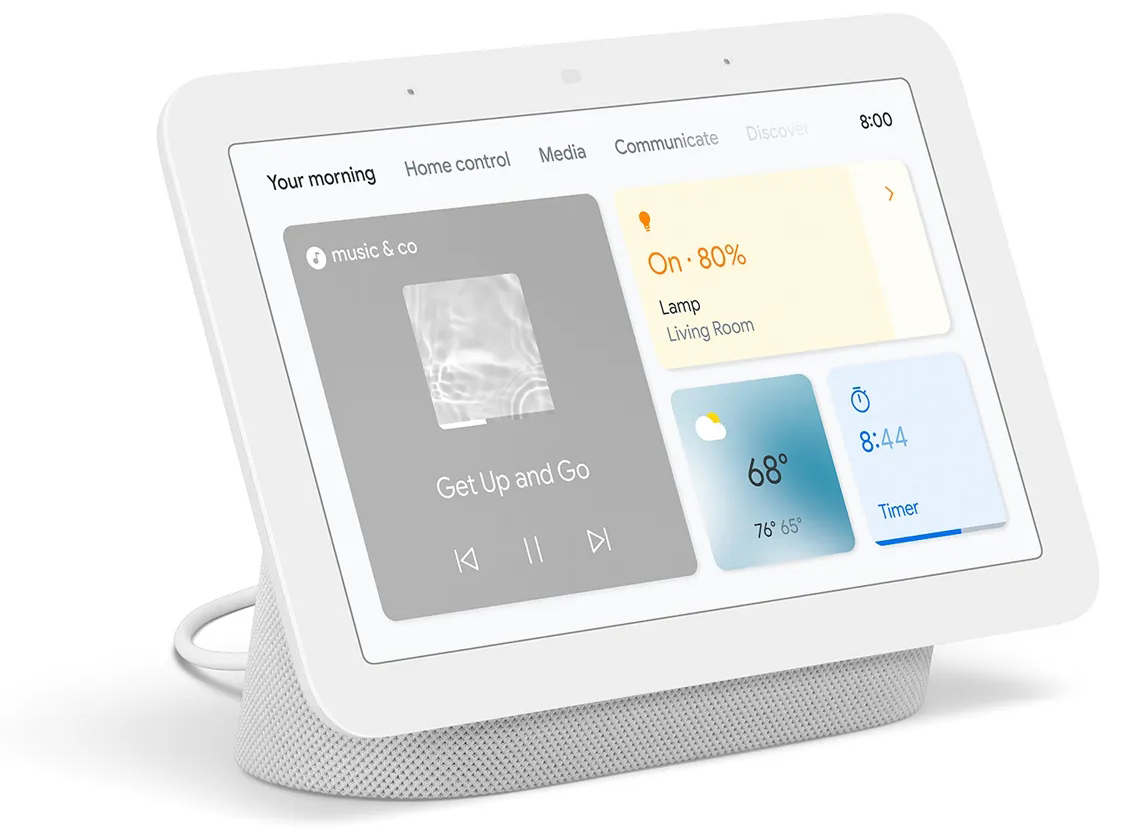 Your morning
Home control
Media
Communicate
Discover
8:00
music & co
Get Up and Go
On · 80%
Lamp
Living Room
68°
76° 65°
8:44
Timer